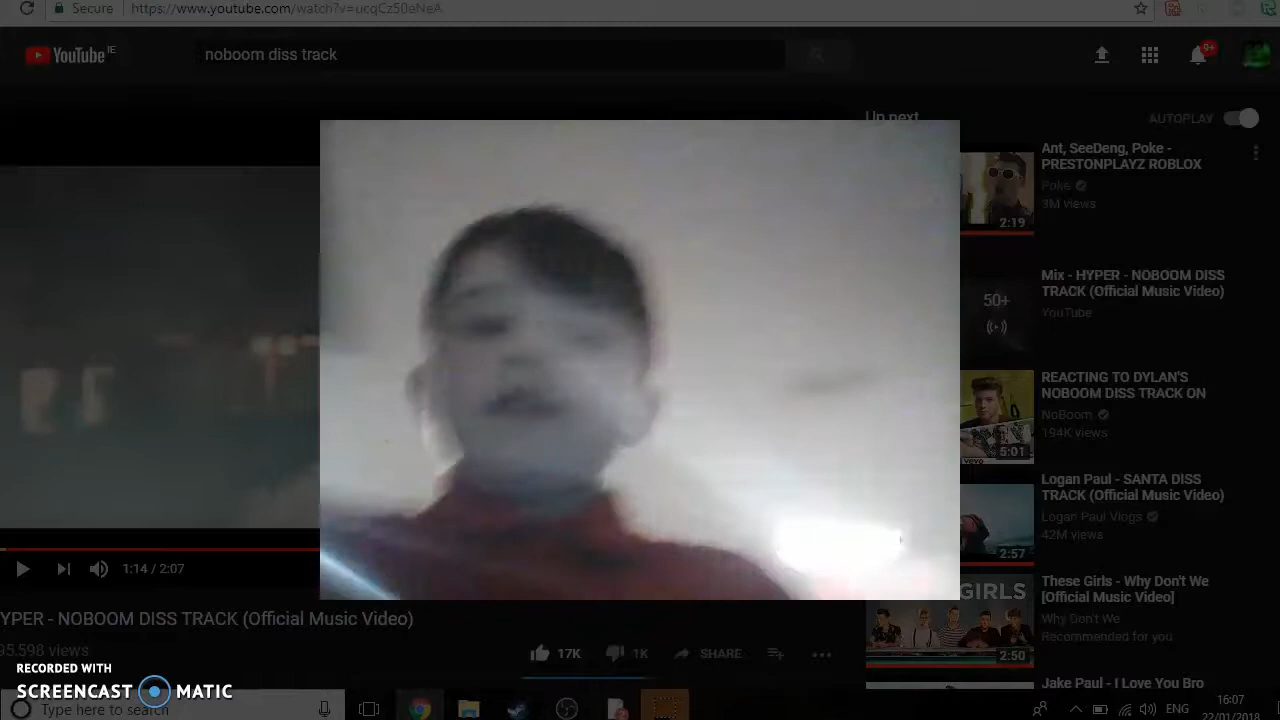 Secure https://www.youtube.com/watch?v=ucqCz50eNeA
YouTube IE
noboom diss track
9+
Up next
AUTOPLAY
Ant, SeeDeng, Poke -
PRESTONPLAYZ ROBLOX
Poke
3M views
2:19
Mix - HYPER - NOBOOM DISS
TRACK (Official Music Video)
YouTube
50+
REACTING TO DYLAN'S
NOBOOM DISS TRACK ON
NoBoom
194K views
5:01
Logan Paul - SANTA DISS
TRACK (Official Music Video)
Logan Paul Vlogs
42M views
2:57
These Girls - Why Don't We
[Official Music Video]
Why Don't We
Recommended for you
GIRLS
2:50
Jake Paul - I Love You Bro
1:14 / 2:07
YPER - NOBOOM DISS TRACK (Official Music Video)
95,598 views
17K
1K
SHARE
RECORDED WITH
SCREENCAST MATIC
Type here to search
ENG
16:07
22/01/2018